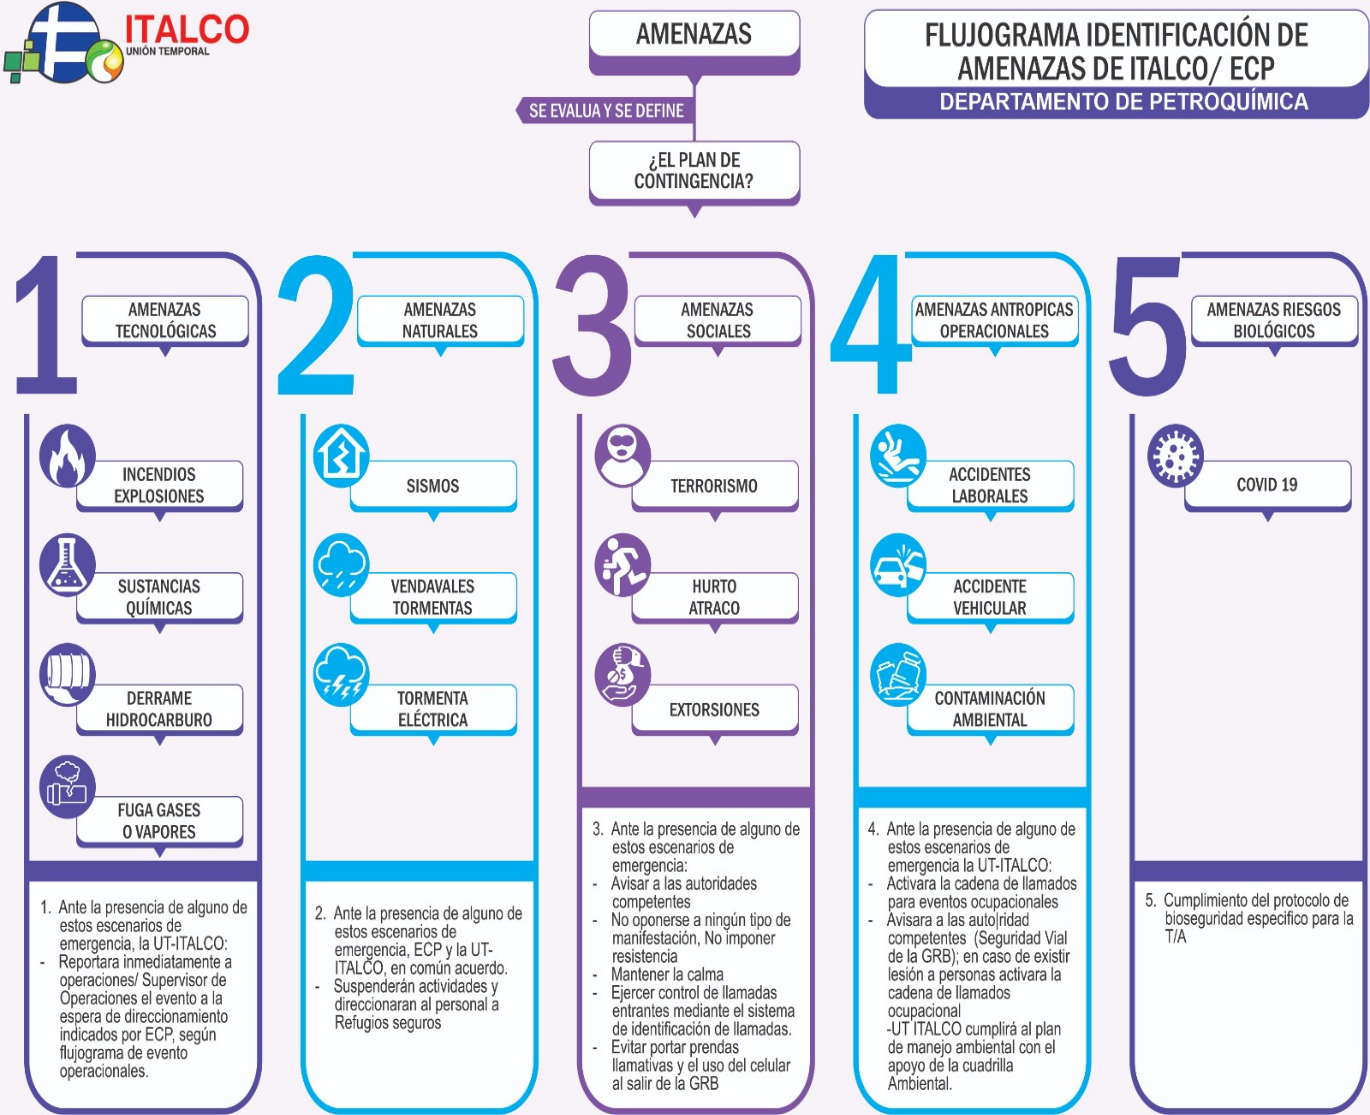 ITALCO
UNIÓN TEMPORAL
AMENAZAS
FLUJOGRAMA IDENTIFICACIÓN DE
AMENAZAS DE ITALCO/ ECP
DEPARTAMENTO DE PETROQUÍMICA
SE EVALUA Y SE DEFINE
¿EL PLAN DE
CONTINGENCIA?
1
AMENAZAS
TECNOLÓGICAS
INCENDIOS
EXPLOSIONES
SUSTANCIAS
QUÍMICAS
DERRAME
HIDROCARBURO
FUGA GASES
O VAPORES
1. Ante la presencia de alguno de
estos escenarios de
emergencia, la UT-ITALCO:
- Reportara inmediatamente a
operaciones/ Supervisor de
Operaciones el evento a la
espera de direccionamiento
indicados por ECP, según
flujograma de evento
operacionales.
2
AMENAZAS
NATURALES
SISMOS
VENDAVALES
TORMENTAS
TORMENTA
ELÉCTRICA
2. Ante la presencia de alguno de
estos escenarios de
emergencia, ECP y la UT-
ITALCO, en común acuerdo.
- Suspenderán actividades y
direccionaran al personal a
Refugios seguros
3
AMENAZAS
SOCIALES
TERRORISMO
HURTO
ATRACO
EXTORSIONES
3. Ante la presencia de alguno de
estos escenarios de
emergencia:
- Avisar a las autoridades
competentes
- No oponerse a ningún tipo de
manifestación, No imponer
resistencia
- Mantener la calma
- Ejercer control de llamadas
entrantes mediante el sistema
de identificación de llamadas.
- Evitar portar prendas
llamativas y el uso del celular
al salir de la GRB
4
AMENAZAS ANTROPICAS
OPERACIONALES
ACCIDENTES
LABORALES
ACCIDENTE
VEHICULAR
CONTAMINACIÓN
AMBIENTAL
4. Ante la presencia de alguno de
estos escenarios de
emergencia la UT-ITALCO:
- Activara la cadena de llamados
para eventos ocupacionales
- Avisara a las auto|ridad
competentes (Seguridad Vial
de la GRB); en caso de existir
lesión a personas activara la
cadena de llamados
ocupacional
-UT ITALCO cumplirá al plan
de manejo ambiental con el
apoyo de la cuadrilla
Ambiental.
5
AMENAZAS RIESGOS
BIOLÓGICOS
COVID 19
5. Cumplimiento del protocolo de
bioseguridad especifico para la
T/A